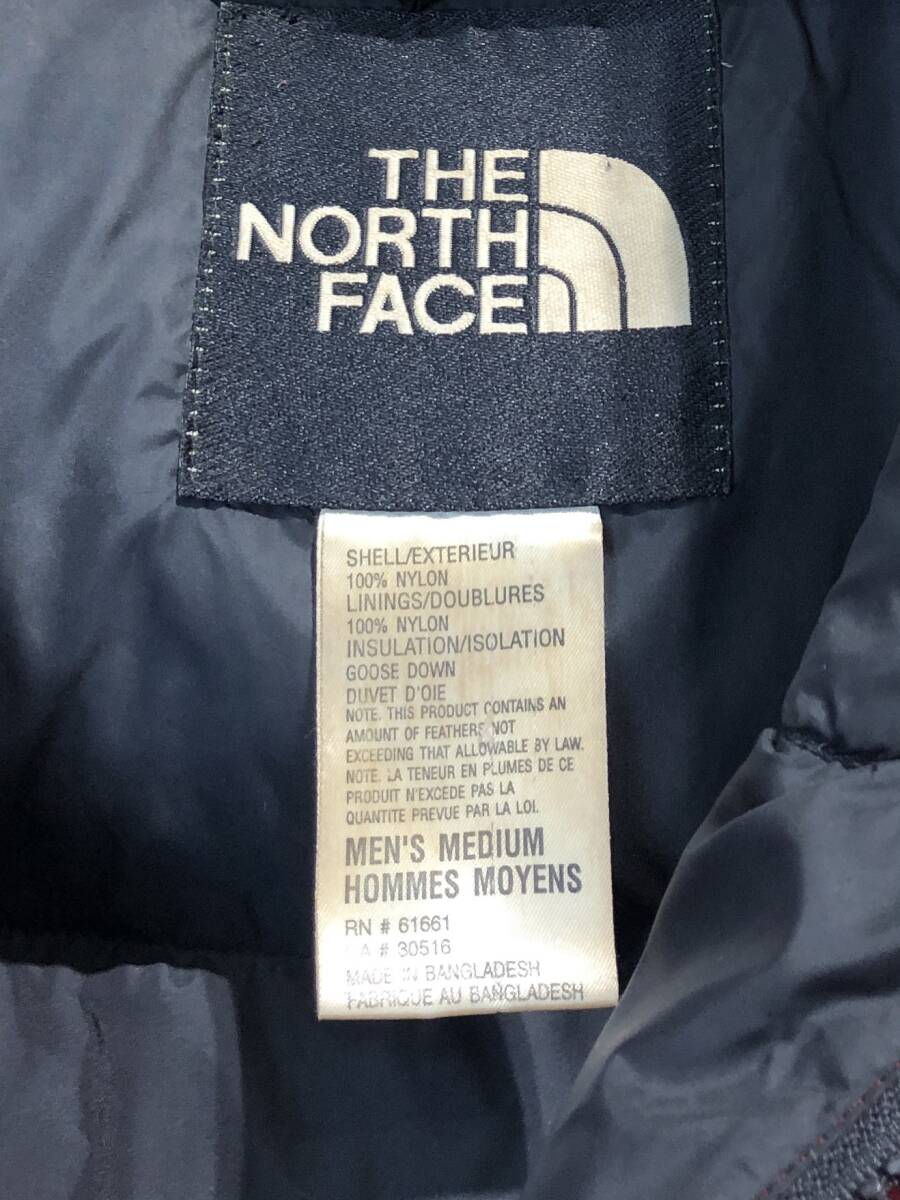 THE
NORTH
FACE
SHELL/EXTERIEUR
100% NYLON
LININGS/DOUBLURES
100% NYLON
INSULATION/ISOLATION
GOOSE DOWN
DUVET D'OIE
NOTE. THIS PRODUCT CONTAINS AN
AMOUNT OF FEATHERS NOT
EXCEEDING THAT ALLOWABLE BY LAW.
NOTE. LA TENEUR EN PLUMES DE CE
PRODUIT N'EXCEDE PAS LA
QUANTITE PREVUE PAR LA LOI.
MEN'S MEDIUM
HOMMES MOYENS
RN # 61661
CA # 30516
MADE IN BANGLADESH
FABRIQUE AU BANGLADESH